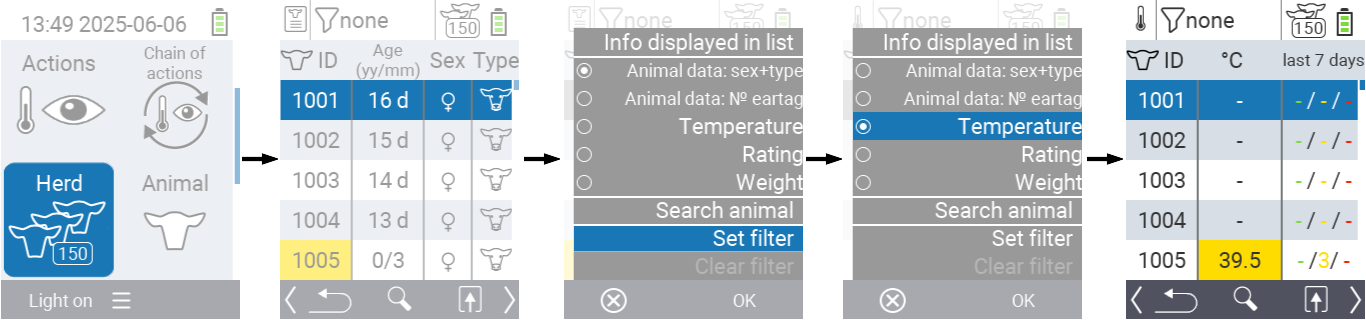 13:49 2025-06-06
Actions
Chain of
actions
Herd
150
Animal
Light on
none
150
ID
Age
(yy/mm)
Sex
Type
1001 16 d ♀
1002 15 d ♀
1003 14 d ♀
1004 13 d ♀
1005 0/3 ♀
none
150
Info displayed in list
Animal data: sex+type
Animal data: № eartag
Temperature
Rating
Weight
Search animal
Set filter
Clear filter
OK
none
150
Info displayed in list
Animal data: sex+type
Animal data: № eartag
Temperature
Rating
Weight
Search animal
Set filter
Clear filter
OK
none
150
ID °C last 7 days
1001 - -/-/-
1002 - -/-/-
1003 - -/-/-
1004 - -/-/-
1005 39.5 -/3/-